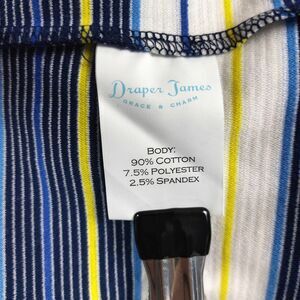 Draper James
GRACE & CHARM
BODY:
90% COTTON
7.5% POLYESTER
2.5% SPANDEX